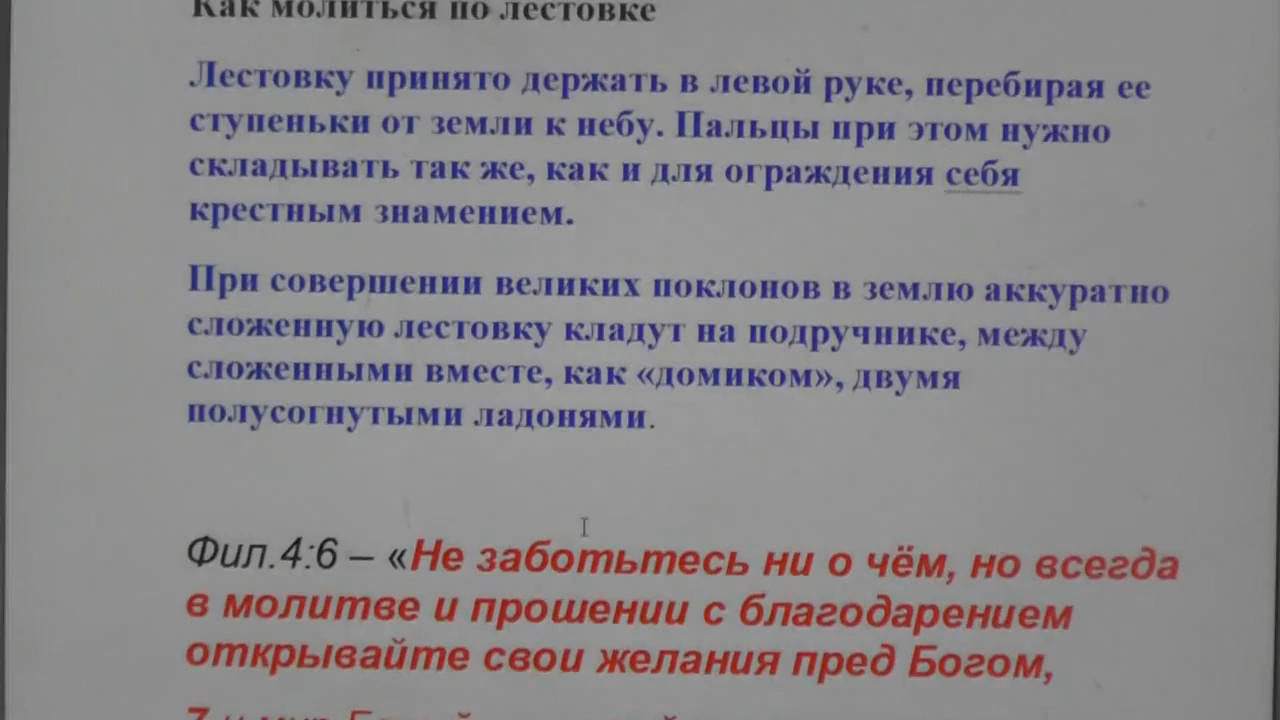 Как молиться по лестовке
Лестовку принято держать в левой руке, перебирая ее
ступеньки от земли к небу. Пальцы при этом нужно
складывать так же, как и для ограждения себя
крестным знамением.
При совершении великих поклонов в землю аккуратно
сложенную лестовку кладут на подручнике, между
сложенными вместе, как «домиком», двумя
полусогнутыми ладонями.
Фил.4:6 – «Не заботьтесь ни о чём, но всегда
в молитве и прошении с благодарением
открывайте свои желания пред Богом,
7 и мир Божий